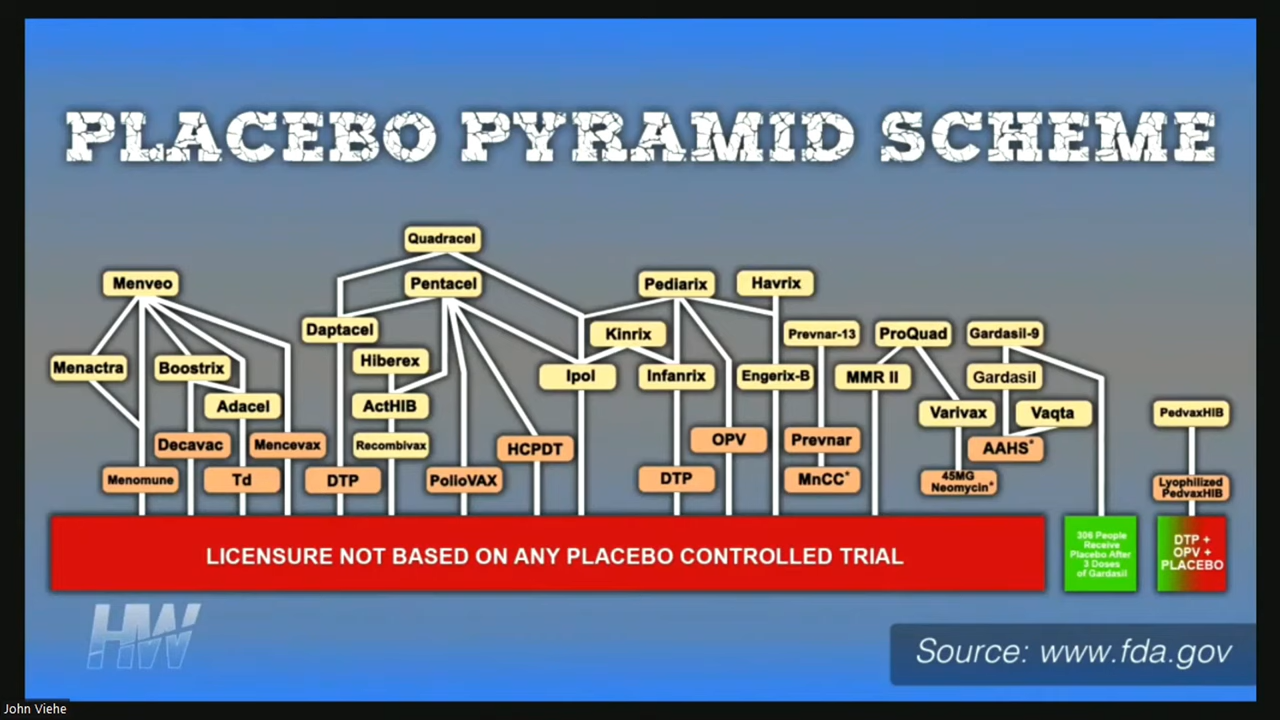 PLACEBO PYRAMID SCHEME
Quadracel
Menveo
Pentacel
Pediarix
Havrix
Daptacel
Kinrix
Prevnar-13
ProQuad
Gardasil-9
Menactra
Boostrix
Hiberex
Ipol
Infanrix
Engerix-B
MMR II
Gardasil
Adacel
ActHIB
Varivax
Vaqta
PedvaxHIB
Decavac
Mencevax
Recombivax
HCPDT
OPV
Prevnar
AAHS*
Menomune
Td
DTP
PolioVAX
DTP
MnCC*
45MG
Neomycin*
Lyophilized
PedvaxHIB
LICENSURE NOT BASED ON ANY PLACEBO CONTROLLED TRIAL
306 People
Receive
Placebo After
3 Doses
of Gardasil
DTP +
OPV +
PLACEBO
HW
Source: www.fda.gov
John Viehe